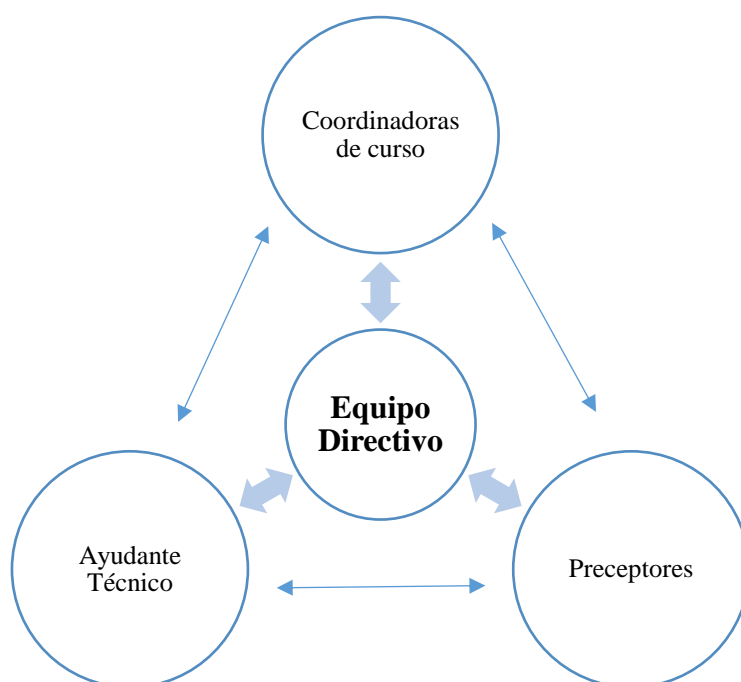 Coordinadoras
de curso
Equipo
Directivo
Ayudante
Técnico
Preceptores